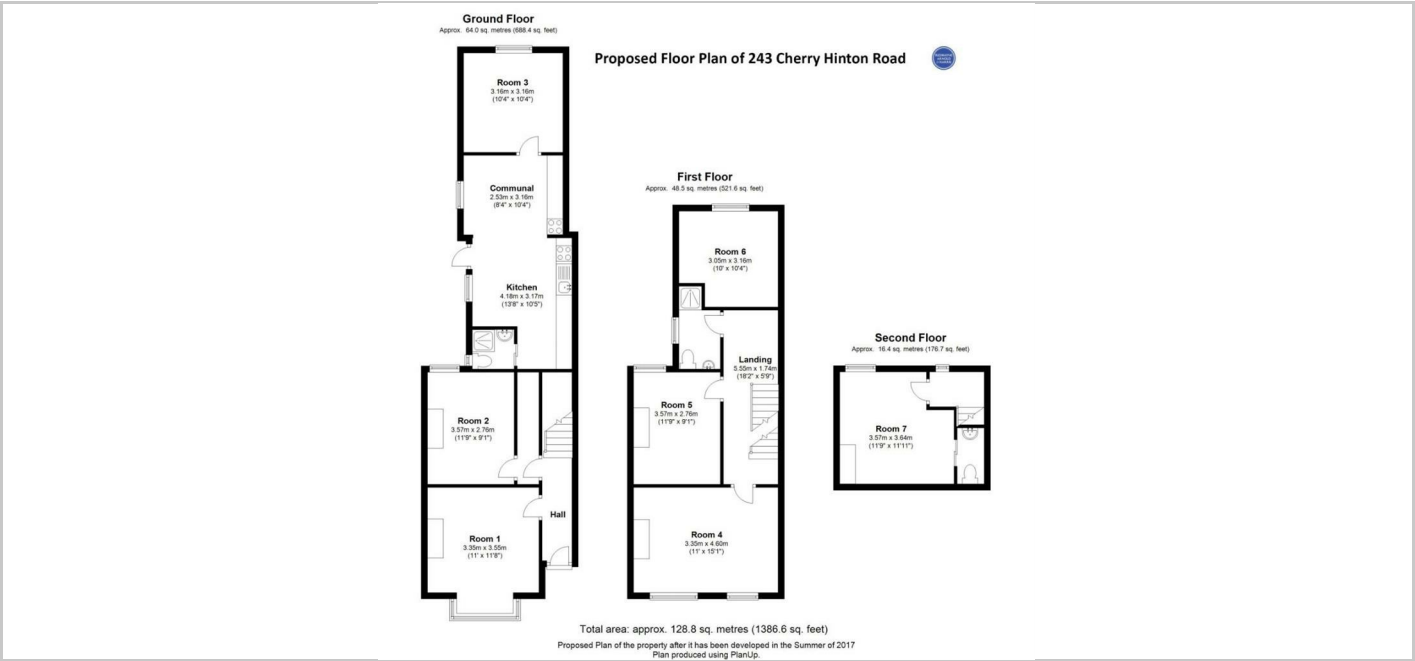 Ground Floor
Approx. 64.0 sq. metres (688.4 sq. feet)
Proposed Floor Plan of 243 Cherry Hinton Road
Room 3
3.16m x 3.16m
(10'4" x 10'4")
Communal
2.53m x 3.16m
(8'4" x 10'4")
Kitchen
4.18m x 3.17m
(13'8" x 10'5")
Room 2
3.57m x 2.76m
(11'9" x 9'1")
Hall
Room 1
3.35m x 3.55m
(11' x 11'8")
First Floor
Approx. 48.5 sq. metres (521.6 sq. feet)
Room 6
3.05m x 3.16m
(10' x 10'4")
Landing
5.55m x 1.74m
(18'2" x 5'9")
Room 5
3.57m x 2.76m
(11'9" x 9'1")
Room 4
3.35m x 4.60m
(11' x 15'1")
Second Floor
Approx. 16.4 sq. metres (176.7 sq. feet)
Room 7
3.57m x 3.64m
(11'9" x 11'11")
Total area: approx. 128.8 sq. metres (1386.6 sq. feet)
Proposed Plan of the property after it has been developed in the Summer of 2017
Plan produced using PlanUp.